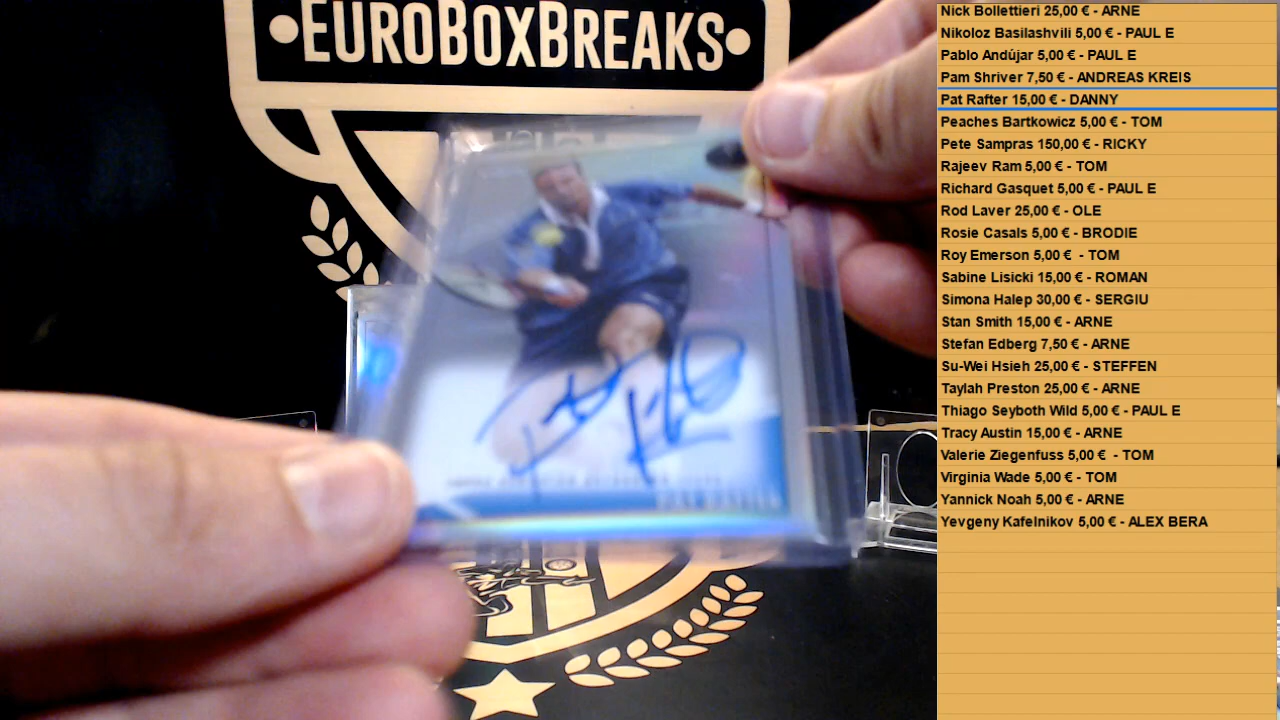 •EUROBOXBREAKS•
Nick Bollettieri 25,00 € - ARNE
Nikoloz Basilashvili 5,00 € - PAUL E
Pablo Andújar 5,00 € - PAUL E
Pam Shriver 7,50 € - ANDREAS KREIS
Pat Rafter 15,00 € - DANNY
Peaches Bartkowicz 5,00 € - TOM
Pete Sampras 150,00 € - RICKY
Rajeev Ram 5,00 € - TOM
Richard Gasquet 5,00 € - PAUL E
Rod Laver 25,00 € - OLE
Rosie Casals 5,00 € - BRODIE
Roy Emerson 5,00 €  - TOM
Sabine Lisicki 15,00 € - ROMAN
Simona Halep 30,00 € - SERGIU
Stan Smith 15,00 € - ARNE
Stefan Edberg 7,50 € - ARNE
Su-Wei Hsieh 25,00 € - STEFFEN
Taylah Preston 25,00 € - ARNE
Thiago Seyboth Wild 5,00 € - PAUL E
Tracy Austin 15,00 € - ARNE
Valerie Ziegenfuss 5,00 €  - TOM
Virginia Wade 5,00 € - TOM
Yannick Noah 5,00 € - ARNE
Yevgeny Kafelnikov 5,00 € - ALEX BERA